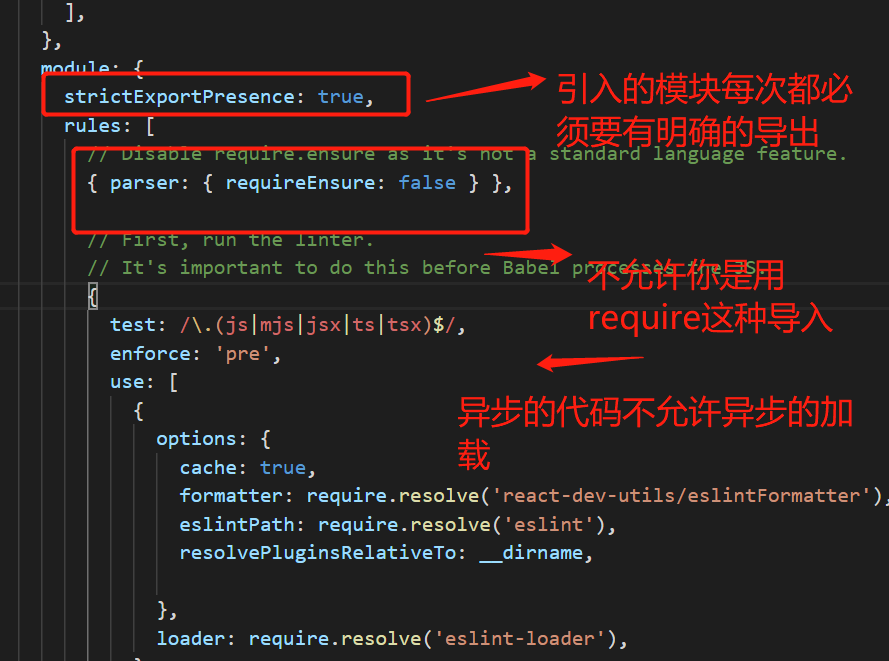 ],
},
module: {
strictExportPresence: true,
引入的模块每次都必
须要有明确的导出
rules: [
// Disable require.ensure as it's not a standard language feature.
{ parser: { requireEnsure: false } },
// First, run the linter.
// It's important to do this before Babel processes the JS.
不允许你是用
require这种导入
{
test: /\.(js|mjs|jsx|ts|tsx)$/,
enforce: 'pre',
use: [
异步的代码不允许异步的加
载
{
options: {
cache: true,
formatter: require.resolve('react-dev-utils/eslintFormatter'),
eslintPath: require.resolve('eslint'),
resolvePluginsRelativeTo: __dirname,
},
loader: require.resolve('eslint-loader'),